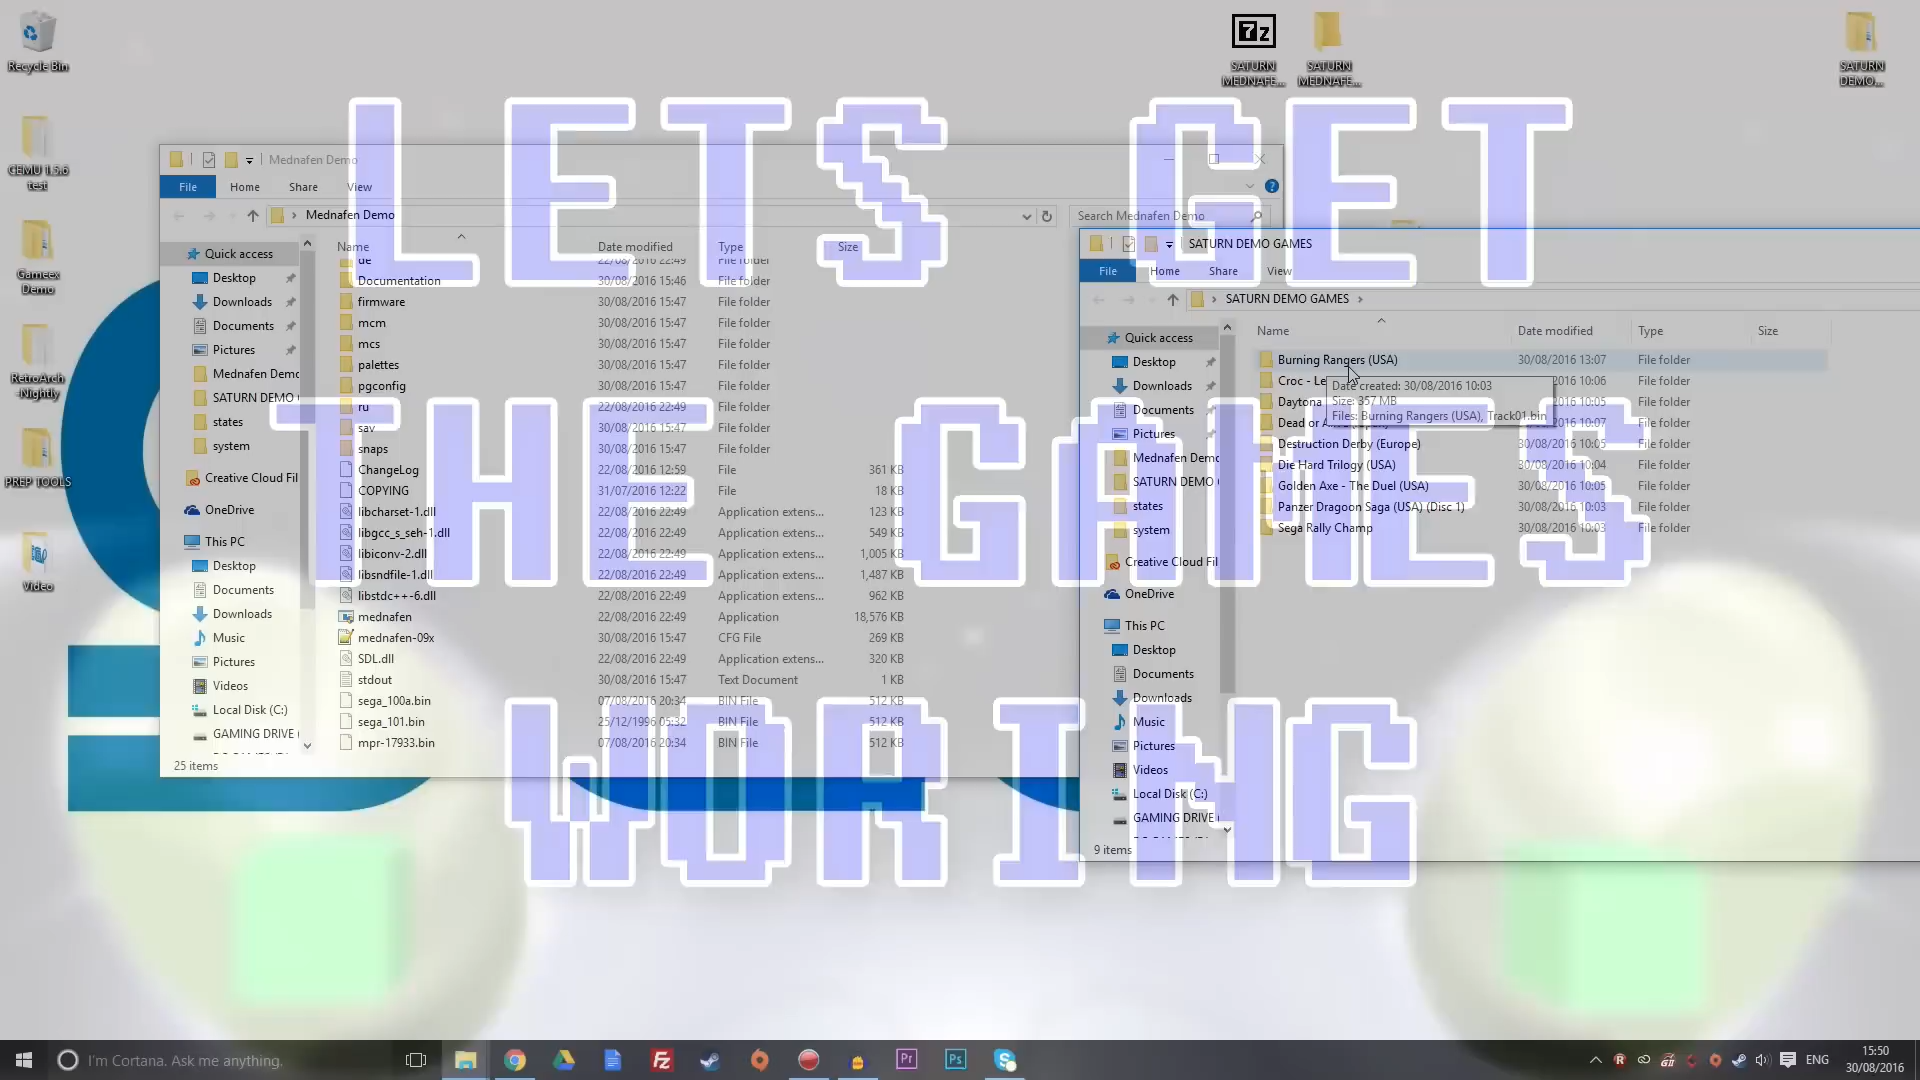 Recycle Bin
CEMU 1.5.6 test
Gameex Demo
RetroArch -Nightly
PREP TOOLS
Video
SATURN MEDNAFE...
SATURN MEDNAFE...
SATURN DEMO...
LETS GET
THE GAMES
WORING
Mednafen Demo
File Home Share View
Mednafen Demo
Search Mednafen Demo
Quick access
Desktop
Downloads
Documents
Pictures
Mednafen Demo
SATURN DEMO
states
system
Creative Cloud Fil
OneDrive
This PC
Desktop
Documents
Downloads
Music
Pictures
Videos
Local Disk (C:)
GAMING DRIVE (
25 items
Name Date modified Type Size
de 22/08/2016 22:49 File folder
Documentation 30/08/2016 15:46 File folder
firmware 30/08/2016 15:47 File folder
mcm 30/08/2016 15:47 File folder
mcs 30/08/2016 15:47 File folder
palettes 30/08/2016 15:47 File folder
pgconfig 30/08/2016 15:47 File folder
ru 22/08/2016 22:49 File folder
sav 30/08/2016 15:47 File folder
snaps 30/08/2016 15:47 File folder
ChangeLog 22/08/2016 12:59 File 361 KB
COPYING 31/07/2016 12:22 File 18 KB
libcharset-1.dll 22/08/2016 22:49 Application extens... 123 KB
libgcc_s_seh-1.dll 22/08/2016 22:49 Application extens... 549 KB
libiconv-2.dll 22/08/2016 22:49 Application extens... 1,005 KB
libsndfile-1.dll 22/08/2016 22:49 Application extens... 1,487 KB
libstdc++-6.dll 22/08/2016 22:49 Application extens... 962 KB
mednafen 22/08/2016 22:49 Application 18,576 KB
mednafen-09x 30/08/2016 15:47 CFG File 269 KB
SDL.dll 22/08/2016 22:49 Application extens... 320 KB
stdout 30/08/2016 15:47 Text Document 1 KB
sega_100a.bin 07/08/2016 20:34 BIN File 512 KB
sega_101.bin 25/12/1996 05:32 BIN File 512 KB
mpr-17933.bin 07/08/2016 20:34 BIN File 512 KB
SATURN DEMO GAMES
File Home Share View
SATURN DEMO GAMES
Quick access
Desktop
Downloads
Documents
Pictures
Mednafen Demo
SATURN DEMO (
states
system
Creative Cloud Fil
OneDrive
This PC
Desktop
Documents
Downloads
Music
Pictures
Videos
Local Disk (C:)
GAMING DRIVE (
9 items
Name Date modified Type Size
Burning Rangers (USA) 30/08/2016 13:07 File folder
Croc - Le 10:06 File folder
Daytona 10:05 File folder
Dead or 10:07 File folder
Destruction Derby (Europe) 30/08/2016 10:05 File folder
Die Hard Trilogy (USA) 30/08/2016 10:04 File folder
Golden Axe - The Duel (USA) 30/08/2016 10:05 File folder
Panzer Dragoon Saga (USA) (Disc 1) 30/08/2016 10:03 File folder
Sega Rally Champ 30/08/2016 10:03 File folder
Date created: 30/08/2016 10:03
Size: 357 MB
Files: Burning Rangers (USA), Track01.bin
I'm Cortana. Ask me anything.
ENG
15:50
30/08/2016